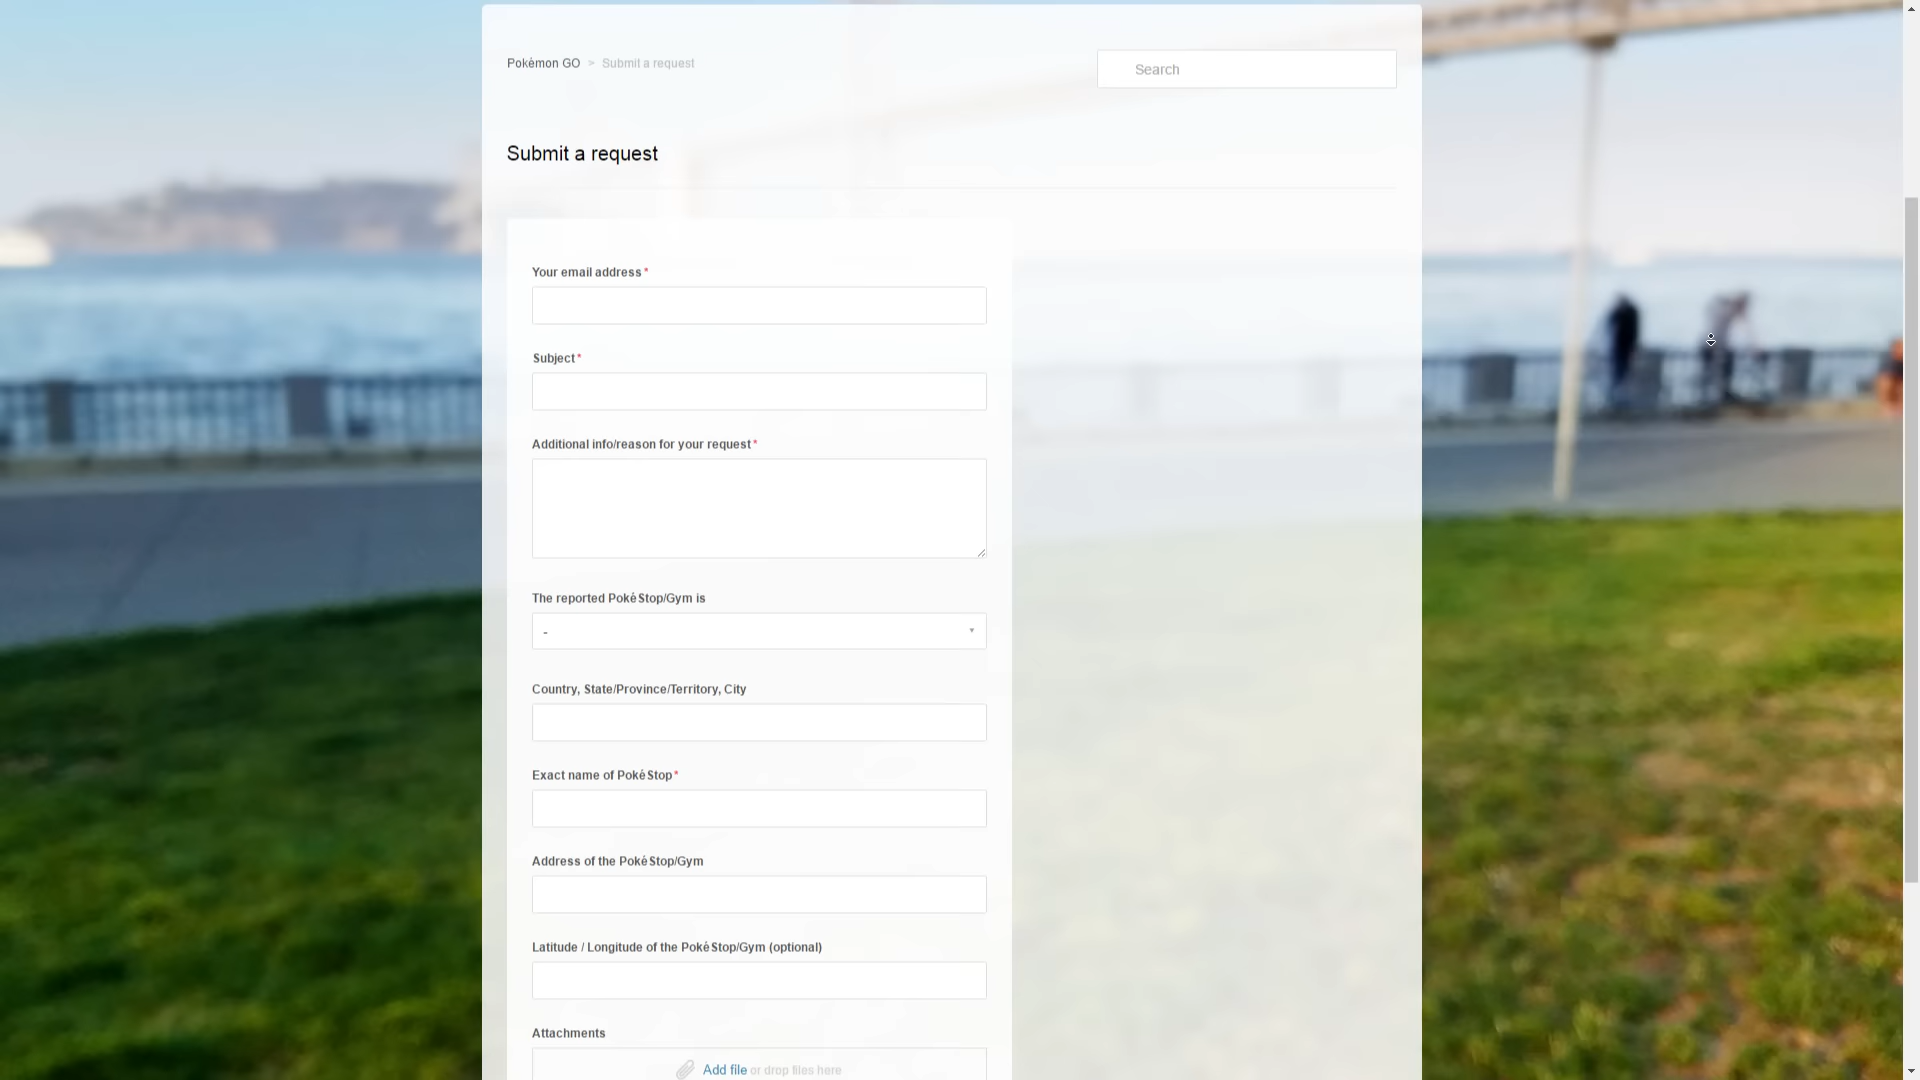 Pokémon GO > Submit a request
Search
Submit a request
Your email address *
Subject *
Additional info/reason for your request *
The reported PokéStop/Gym is
-
Country, State/Province/Territory, City
Exact name of PokéStop *
Address of the PokéStop/Gym
Latitude / Longitude of the PokéStop/Gym (optional)
Attachments
Add file or drop files here